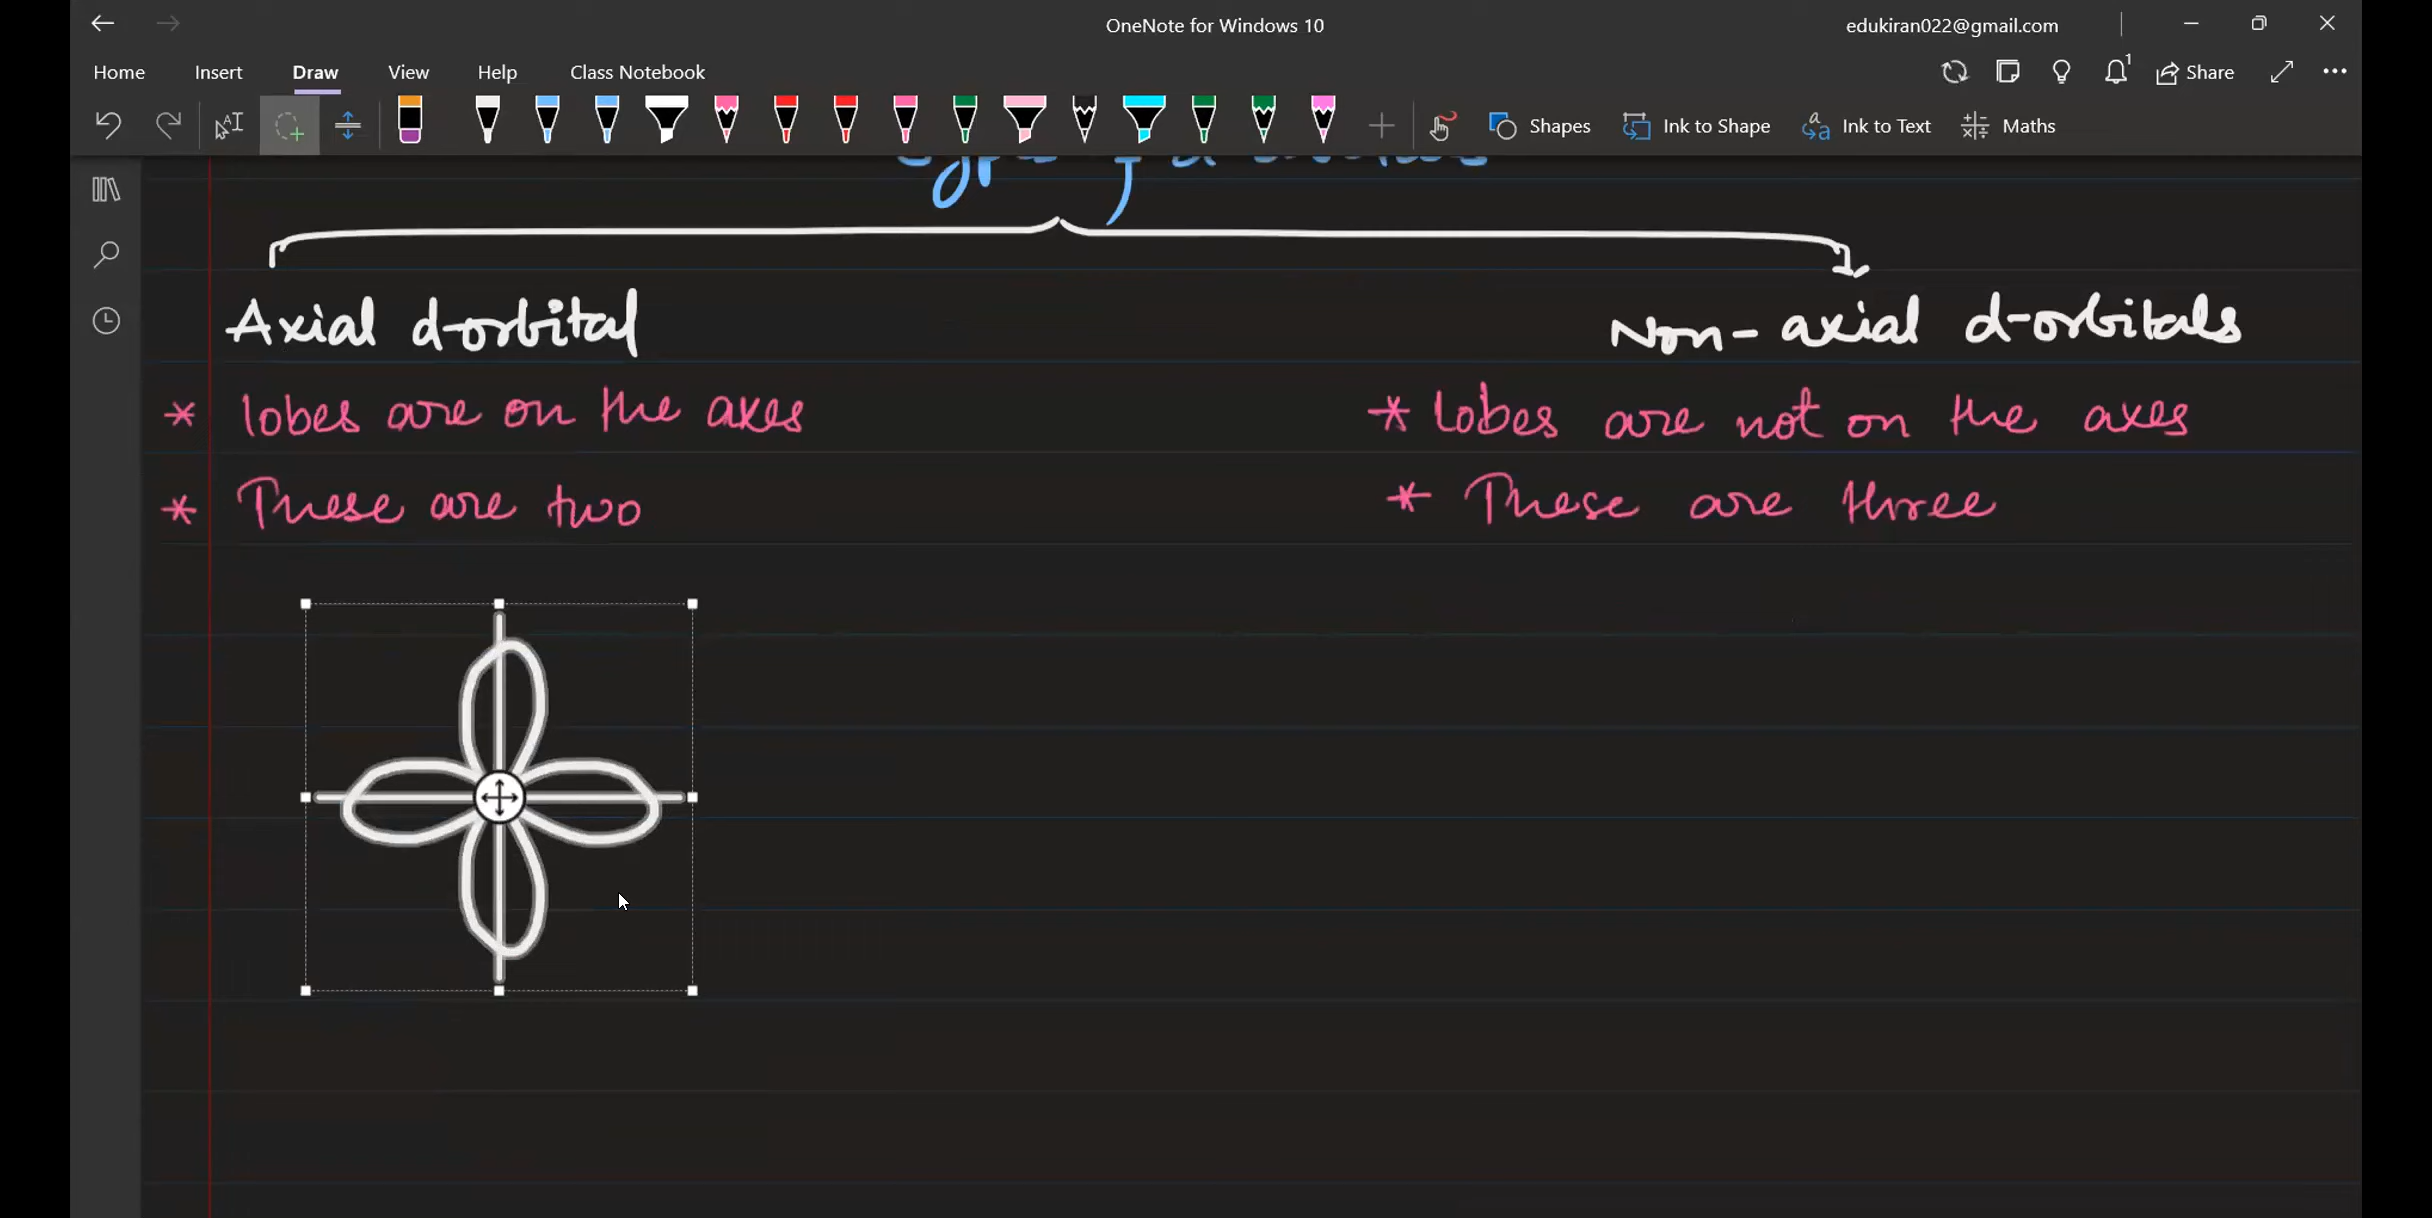 OneNote for Windows 10
edukiran022@gmail.com
Home Insert Draw View Help Class Notebook
1
Share
Shapes Ink to Shape Ink to Text Maths
Axial d-orbital
Non-axial d-orbitals
* lobes are on the axes
* lobes are not on the axes
* These are two
* These are three